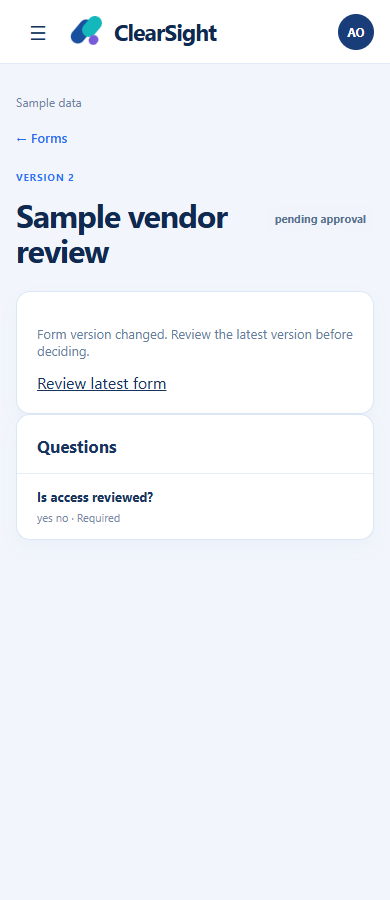 ☰ ClearSight AO
Sample data
← Forms
VERSION 2
Sample vendor
review
pending approval
Form version changed. Review the latest version before
deciding.
Review latest form
Questions
Is access reviewed?
yes no · Required